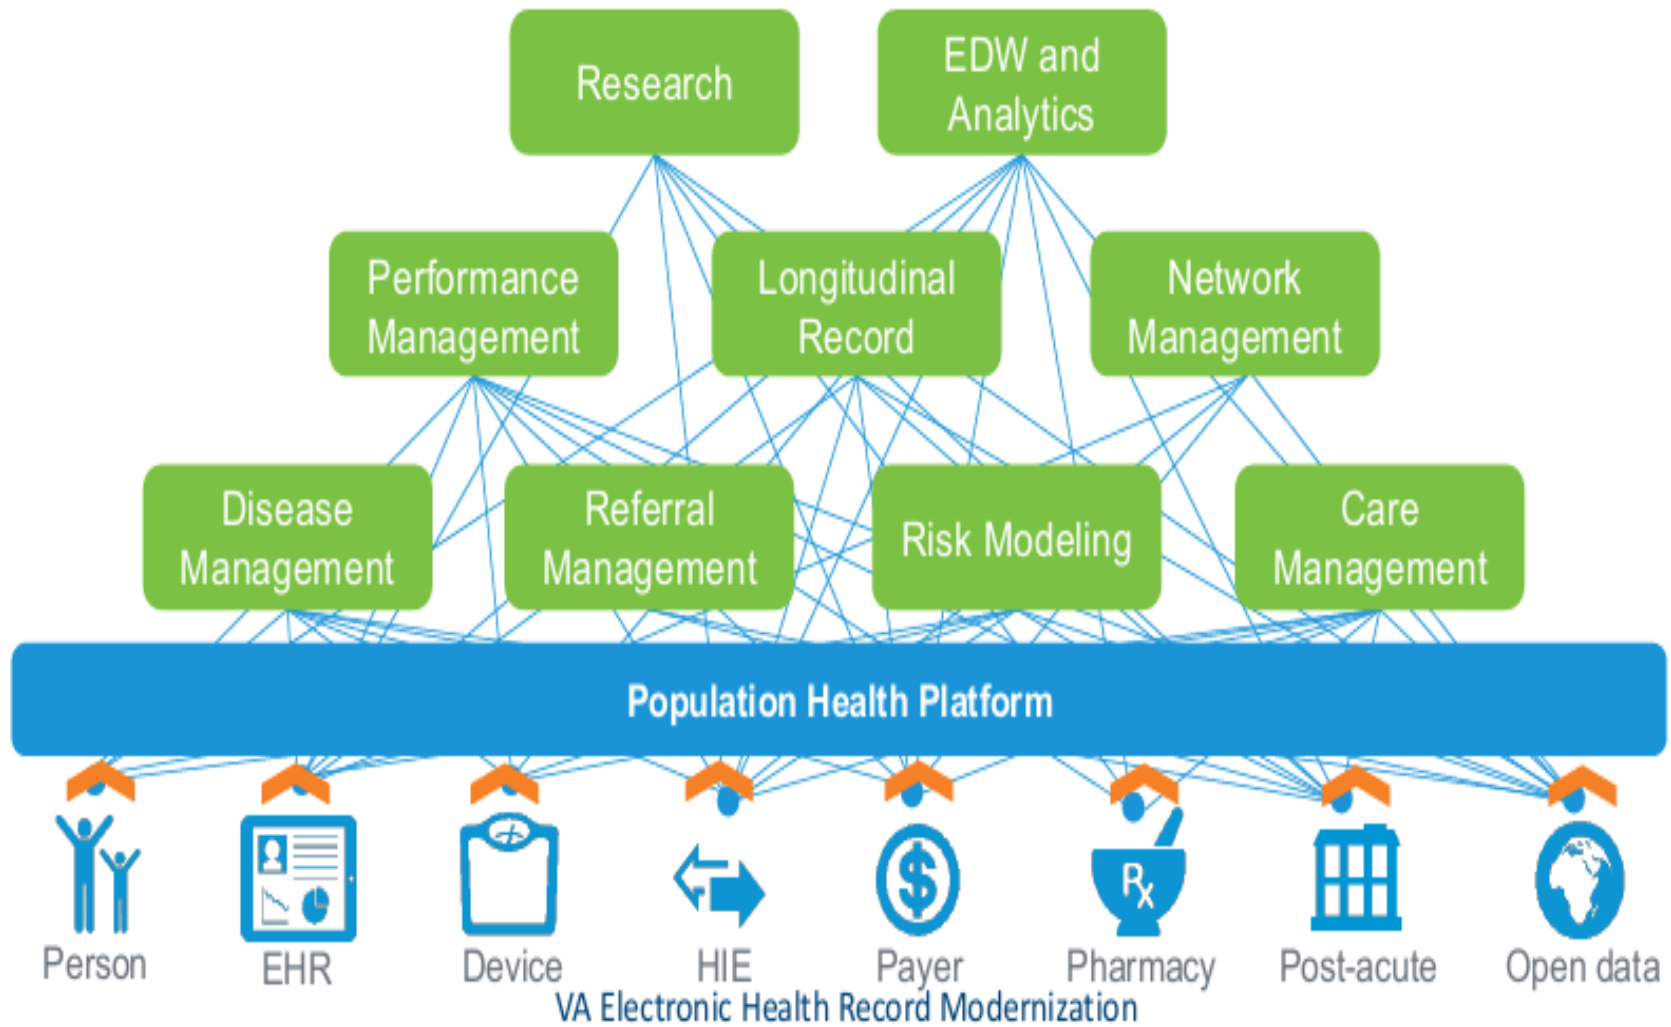 Research
EDW and
Analytics
Performance
Management
Longitudinal
Record
Network
Management
Disease
Management
Referral
Management
Risk Modeling
Care
Management
Population Health Platform
Rx
Person
EHR
Device
HIE
Payer
Pharmacy
Post-acute
Open data
VA Electronic Health Record Modernization